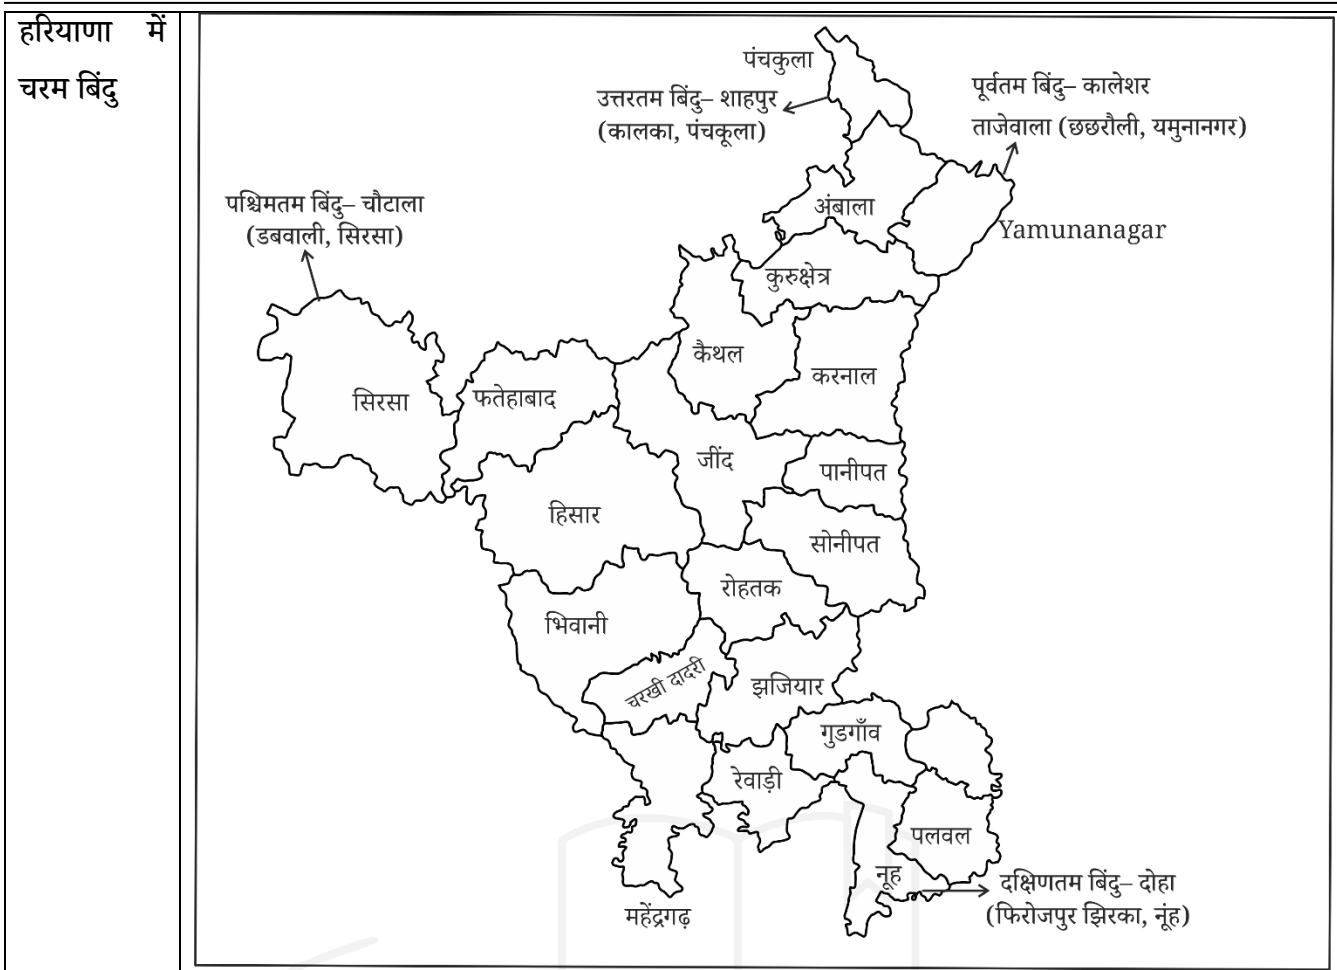 हरियाणा में
चरम बिंदु
पंचकुला
उत्तरतम बिंदु– शाहपुर
(कालका, पंचकूला)
पूर्वतम बिंदु– कालेशर
ताजेवाला (छछरौली, यमुनानगर)
पश्चिमतम बिंदु– चौटाला
(डबवाली, सिरसा)
अंबाला
Yamunanagar
कुरुक्षेत्र
कैथल
करनाल
सिरसा
फतेहाबाद
जींद
पानीपत
हिसार
सोनीपत
रोहतक
भिवानी
चरखी दादरी
झजियार
गुडगाँव
रेवाड़ी
पलवल
नूह
दक्षिणतम बिंदु– दोहा
(फिरोजपुर झिरका, नूंह)
महेंद्रगढ़